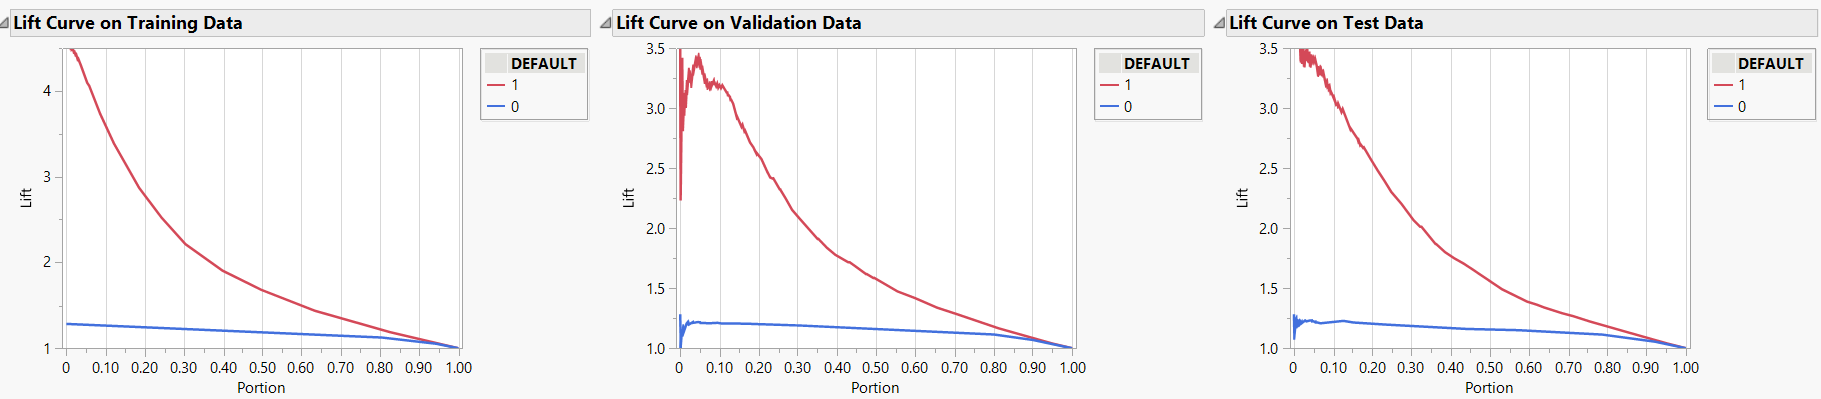 Lift Curve on Training Data
4
3
2
1
Lift
0 0.10 0.20 0.30 0.40 0.50 0.60 0.70 0.80 0.90 1.00
Portion
DEFAULT
1
0
Lift Curve on Validation Data
3.5
3.0
2.5
2.0
1.5
1.0
Lift
0 0.10 0.20 0.30 0.40 0.50 0.60 0.70 0.80 0.90 1.00
Portion
DEFAULT
1
0
Lift Curve on Test Data
3.5
3.0
2.5
2.0
1.5
1.0
Lift
0 0.10 0.20 0.30 0.40 0.50 0.60 0.70 0.80 0.90 1.00
Portion
DEFAULT
1
0